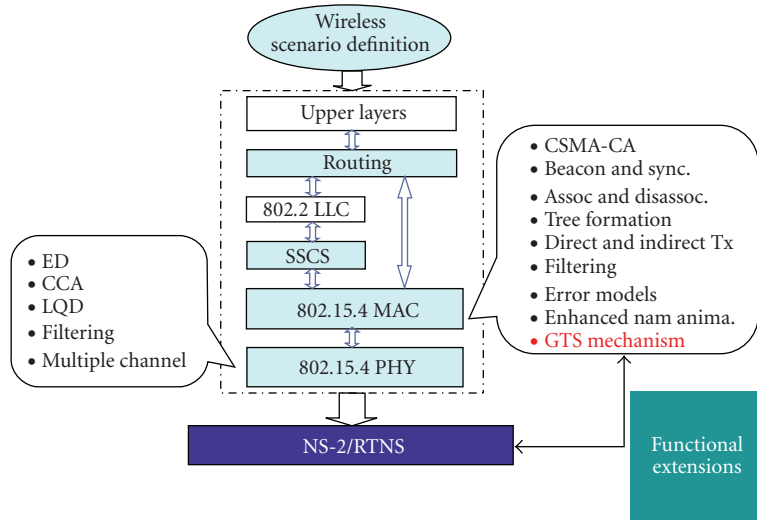 Wireless
scenario definition
Upper layers
Routing
802.2 LLC
SSCS
802.15.4 MAC
802.15.4 PHY
NS-2/RTNS
• ED
• CCA
• LQD
• Filtering
• Multiple channel
• CSMA-CA
• Beacon and sync.
• Assoc and disassoc.
• Tree formation
• Direct and indirect Tx
• Filtering
• Error models
• Enhanced nam anima.
• GTS mechanism
Functional
extensions